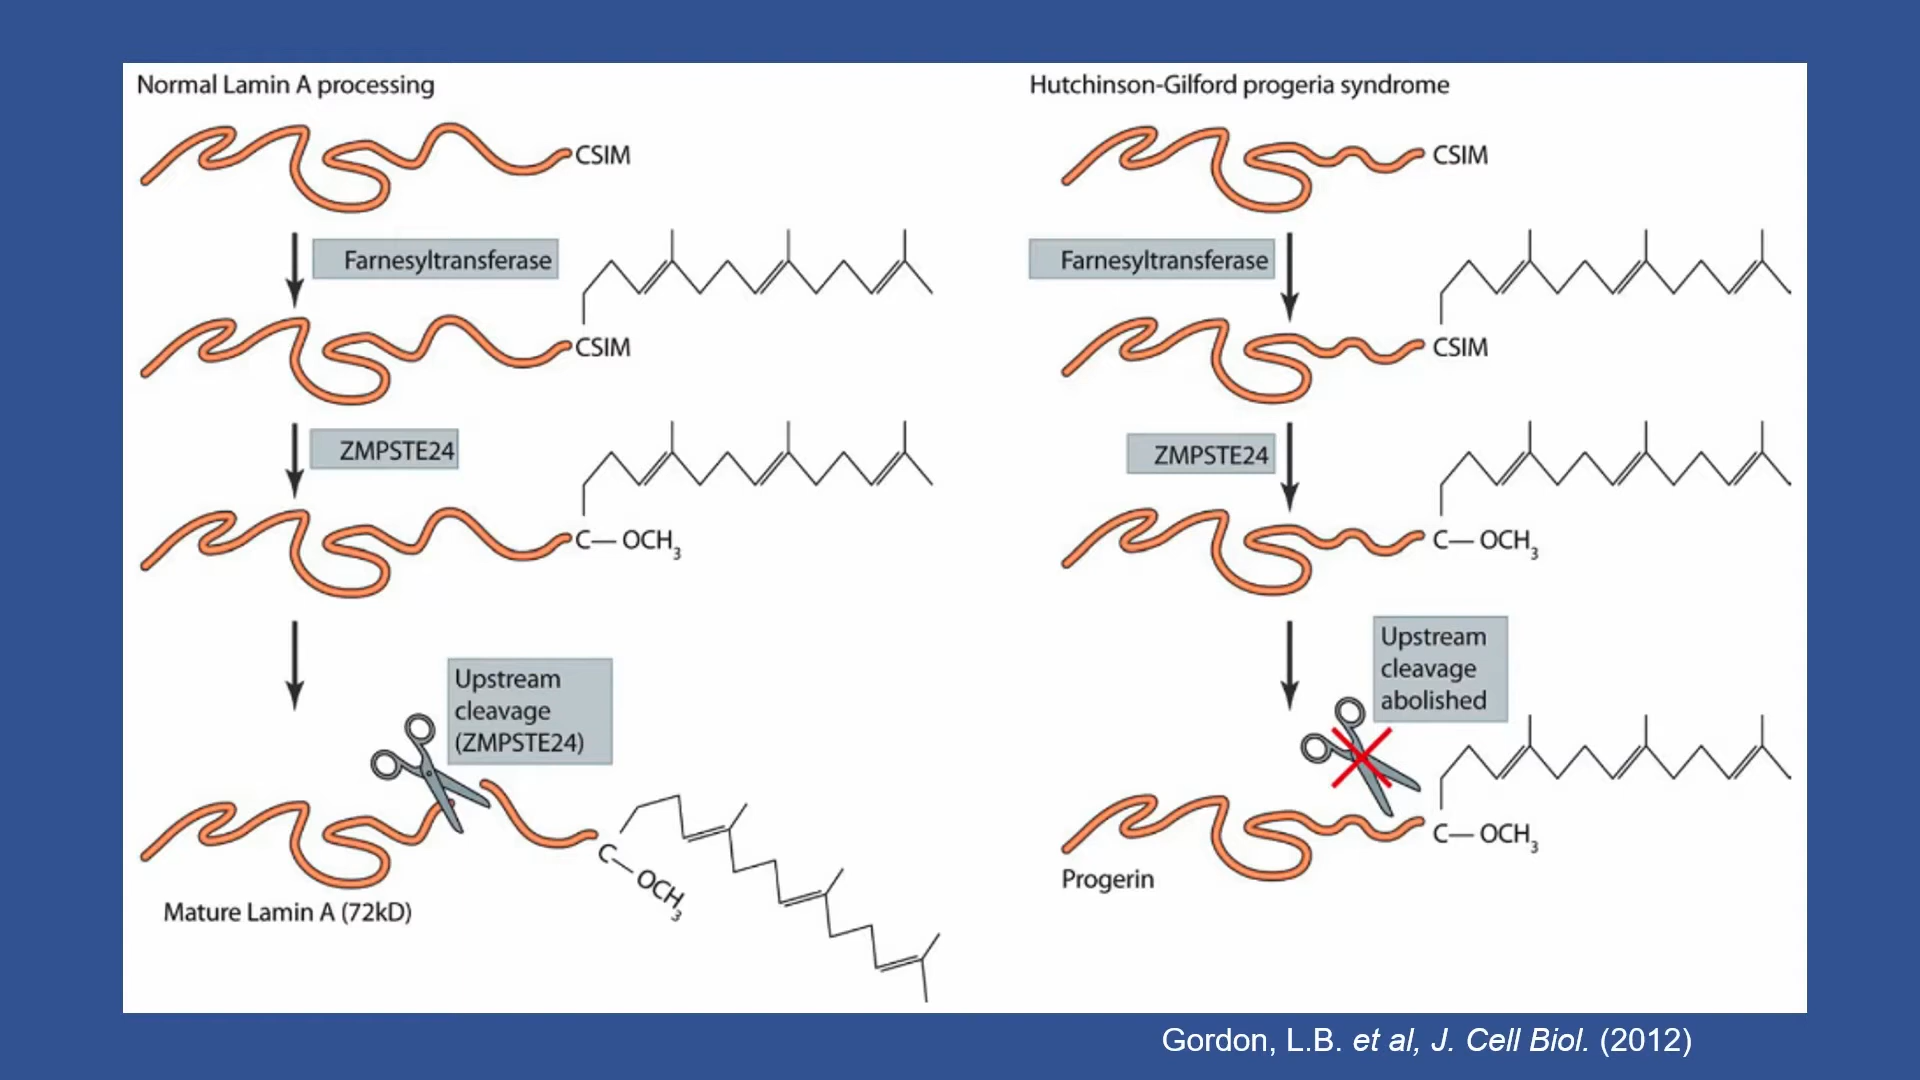 Normal Lamin A processing
CSIM
Farnesyltransferase
CSIM
ZMPSTE24
C— OCH₃
Upstream
cleavage
(ZMPSTE24)
C— OCH₃
Mature Lamin A (72kD)
Hutchinson-Gilford progeria syndrome
CSIM
Farnesyltransferase
CSIM
ZMPSTE24
C— OCH₃
Upstream
cleavage
abolished
C— OCH₃
Progerin
Gordon, L.B. et al, J. Cell Biol. (2012)